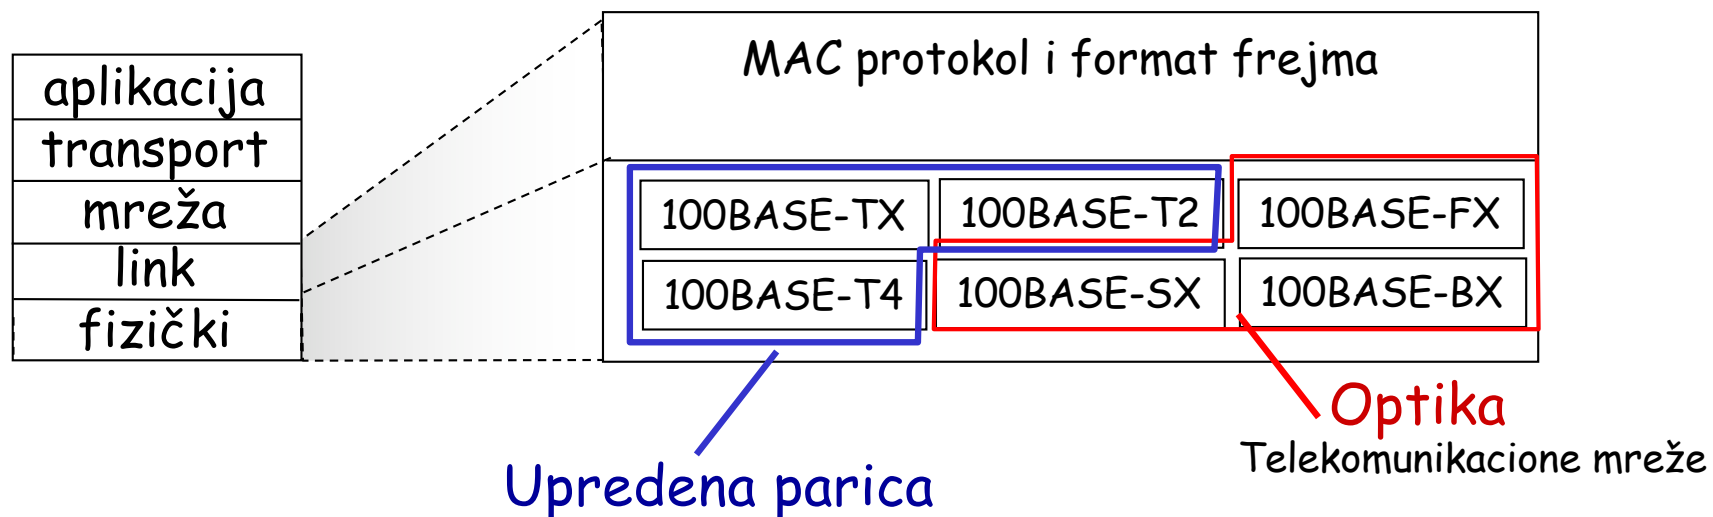 aplikacija
transport
mreža
link
fizički
MAC protokol i format frejma
100BASE-TX
100BASE-T2
100BASE-FX
100BASE-T4
100BASE-SX
100BASE-BX
Optika
Telekomunikacione mreže
Upredena parica